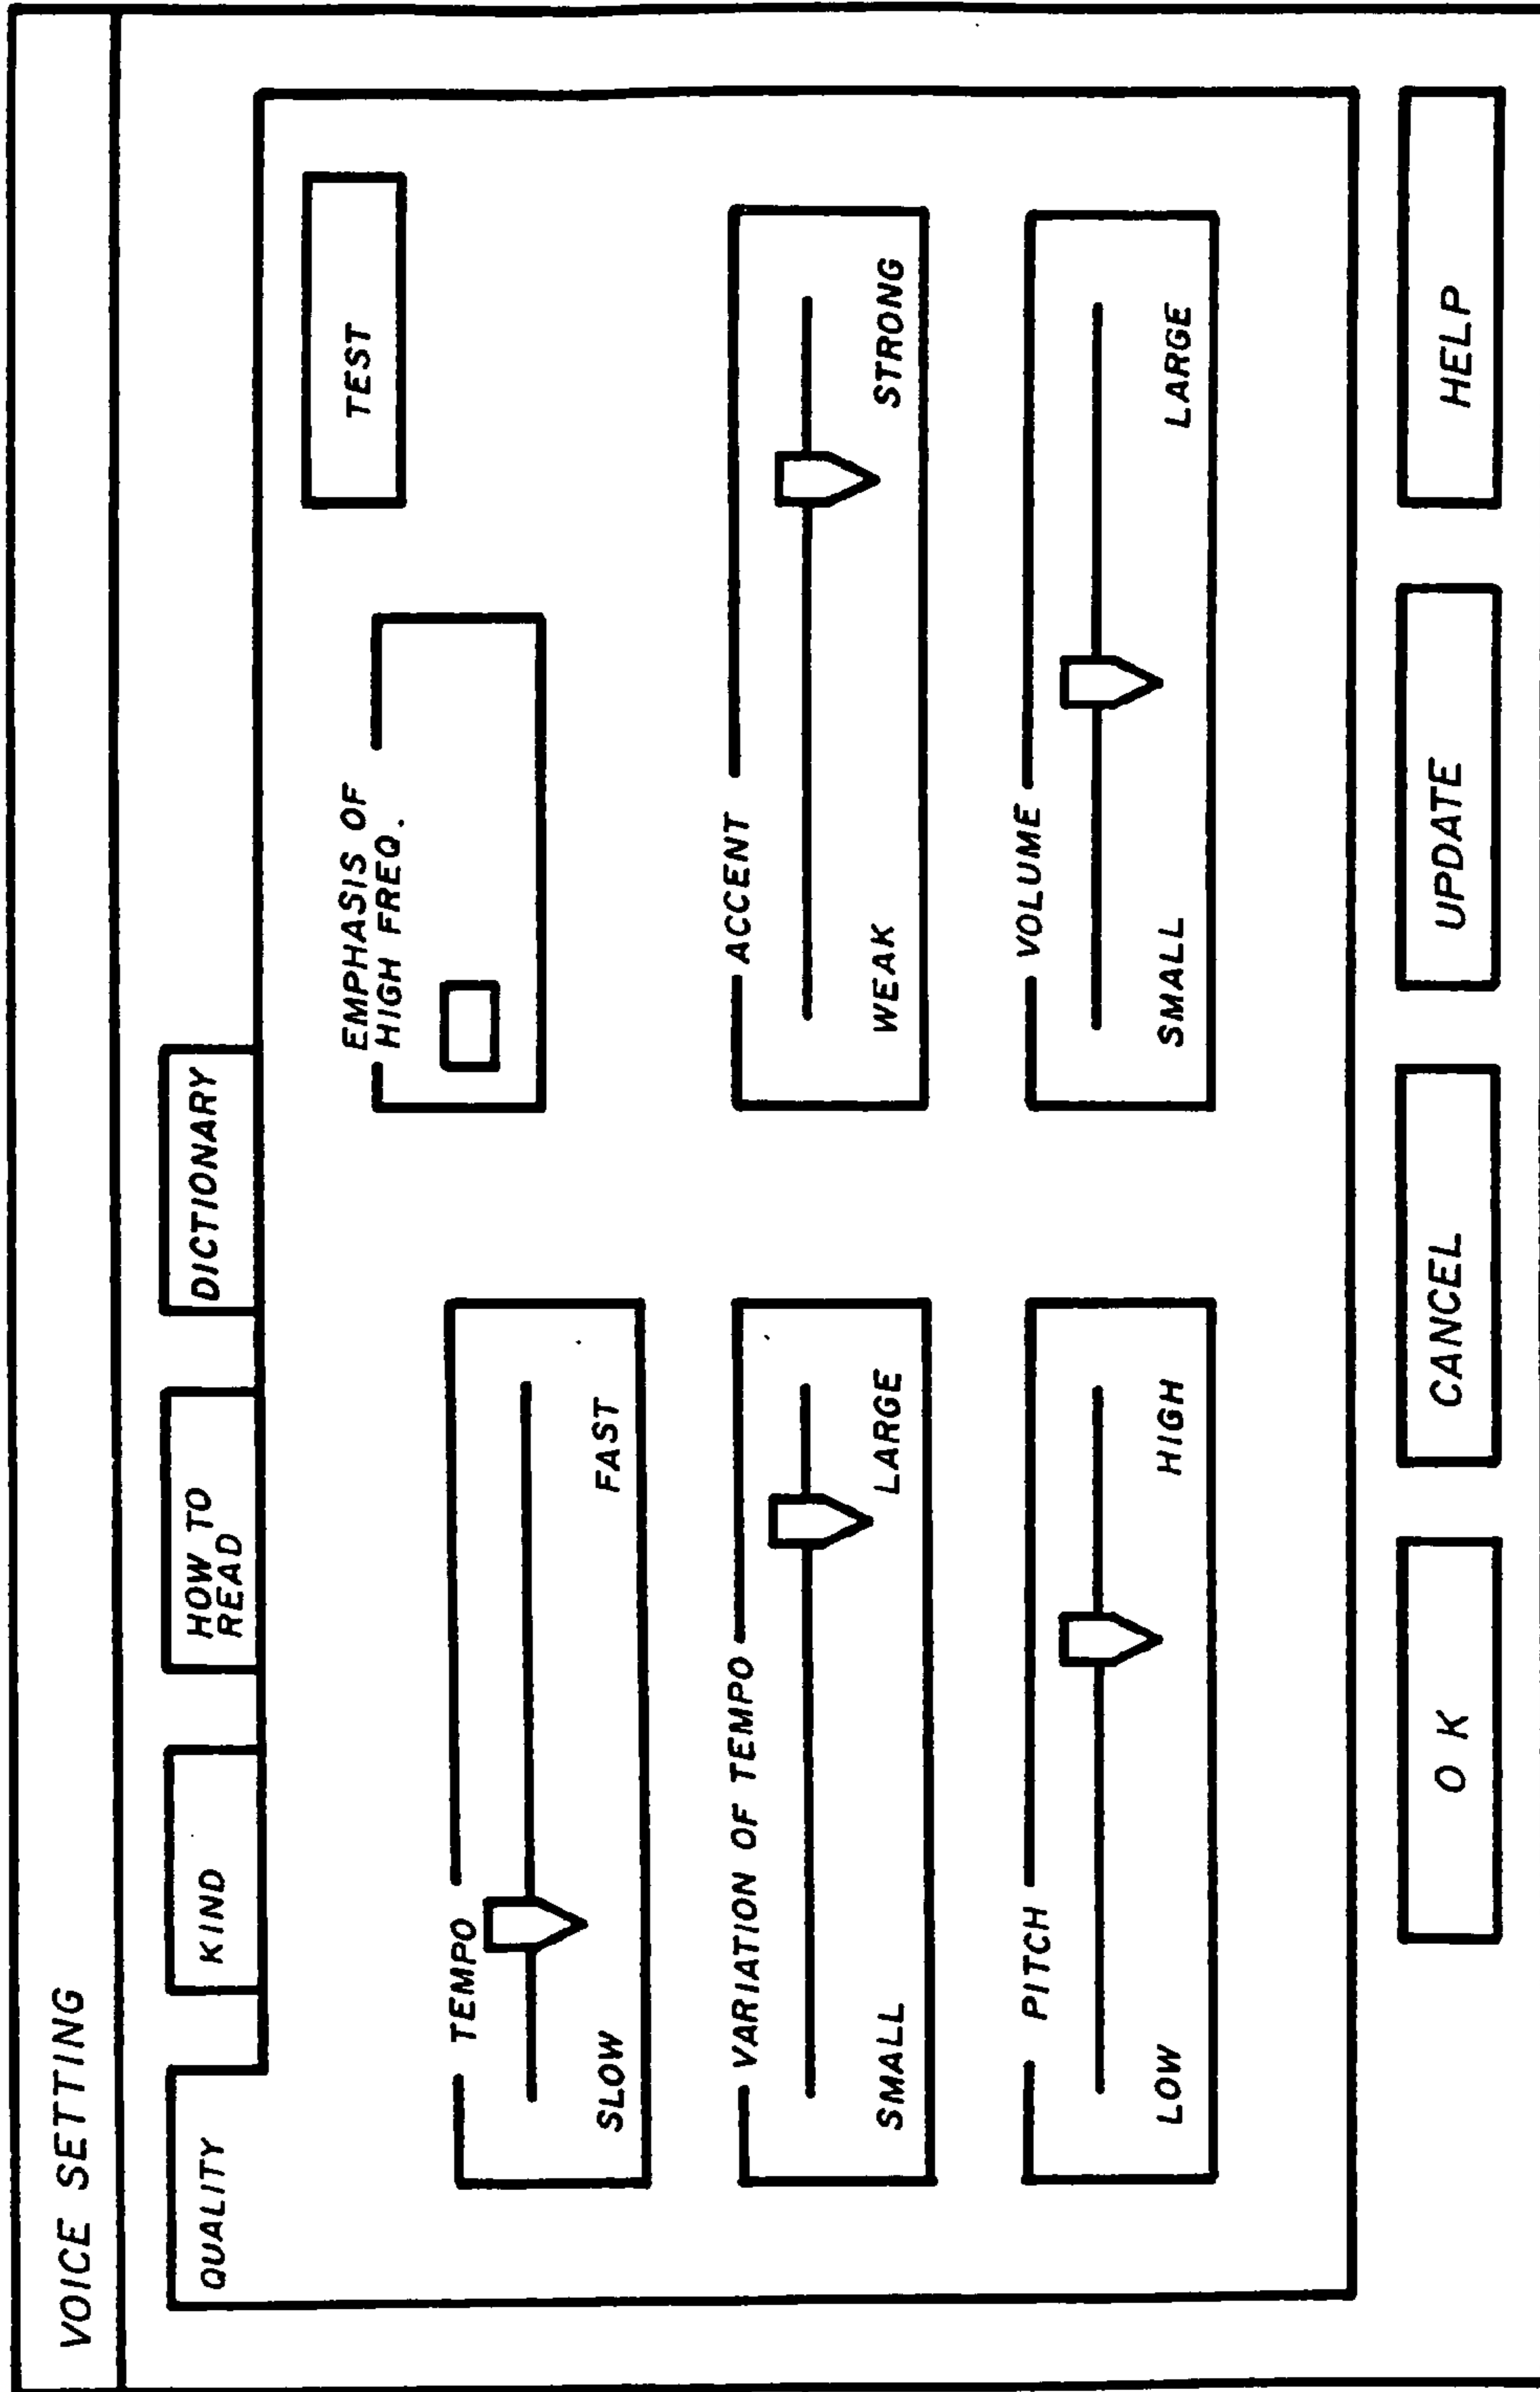 VOICE SETTING
QUALITY
KIND
HOW TO
READ
DICTIONARY
TEST
EMPHASIS OF
HIGH FREQ.
TEMPO
SLOW
FAST
VARIATION OF TEMPO
SMALL
LARGE
ACCENT
WEAK
STRONG
PITCH
LOW
HIGH
VOLUME
SMALL
LARGE
OK
CANCEL
UPDATE
HELP